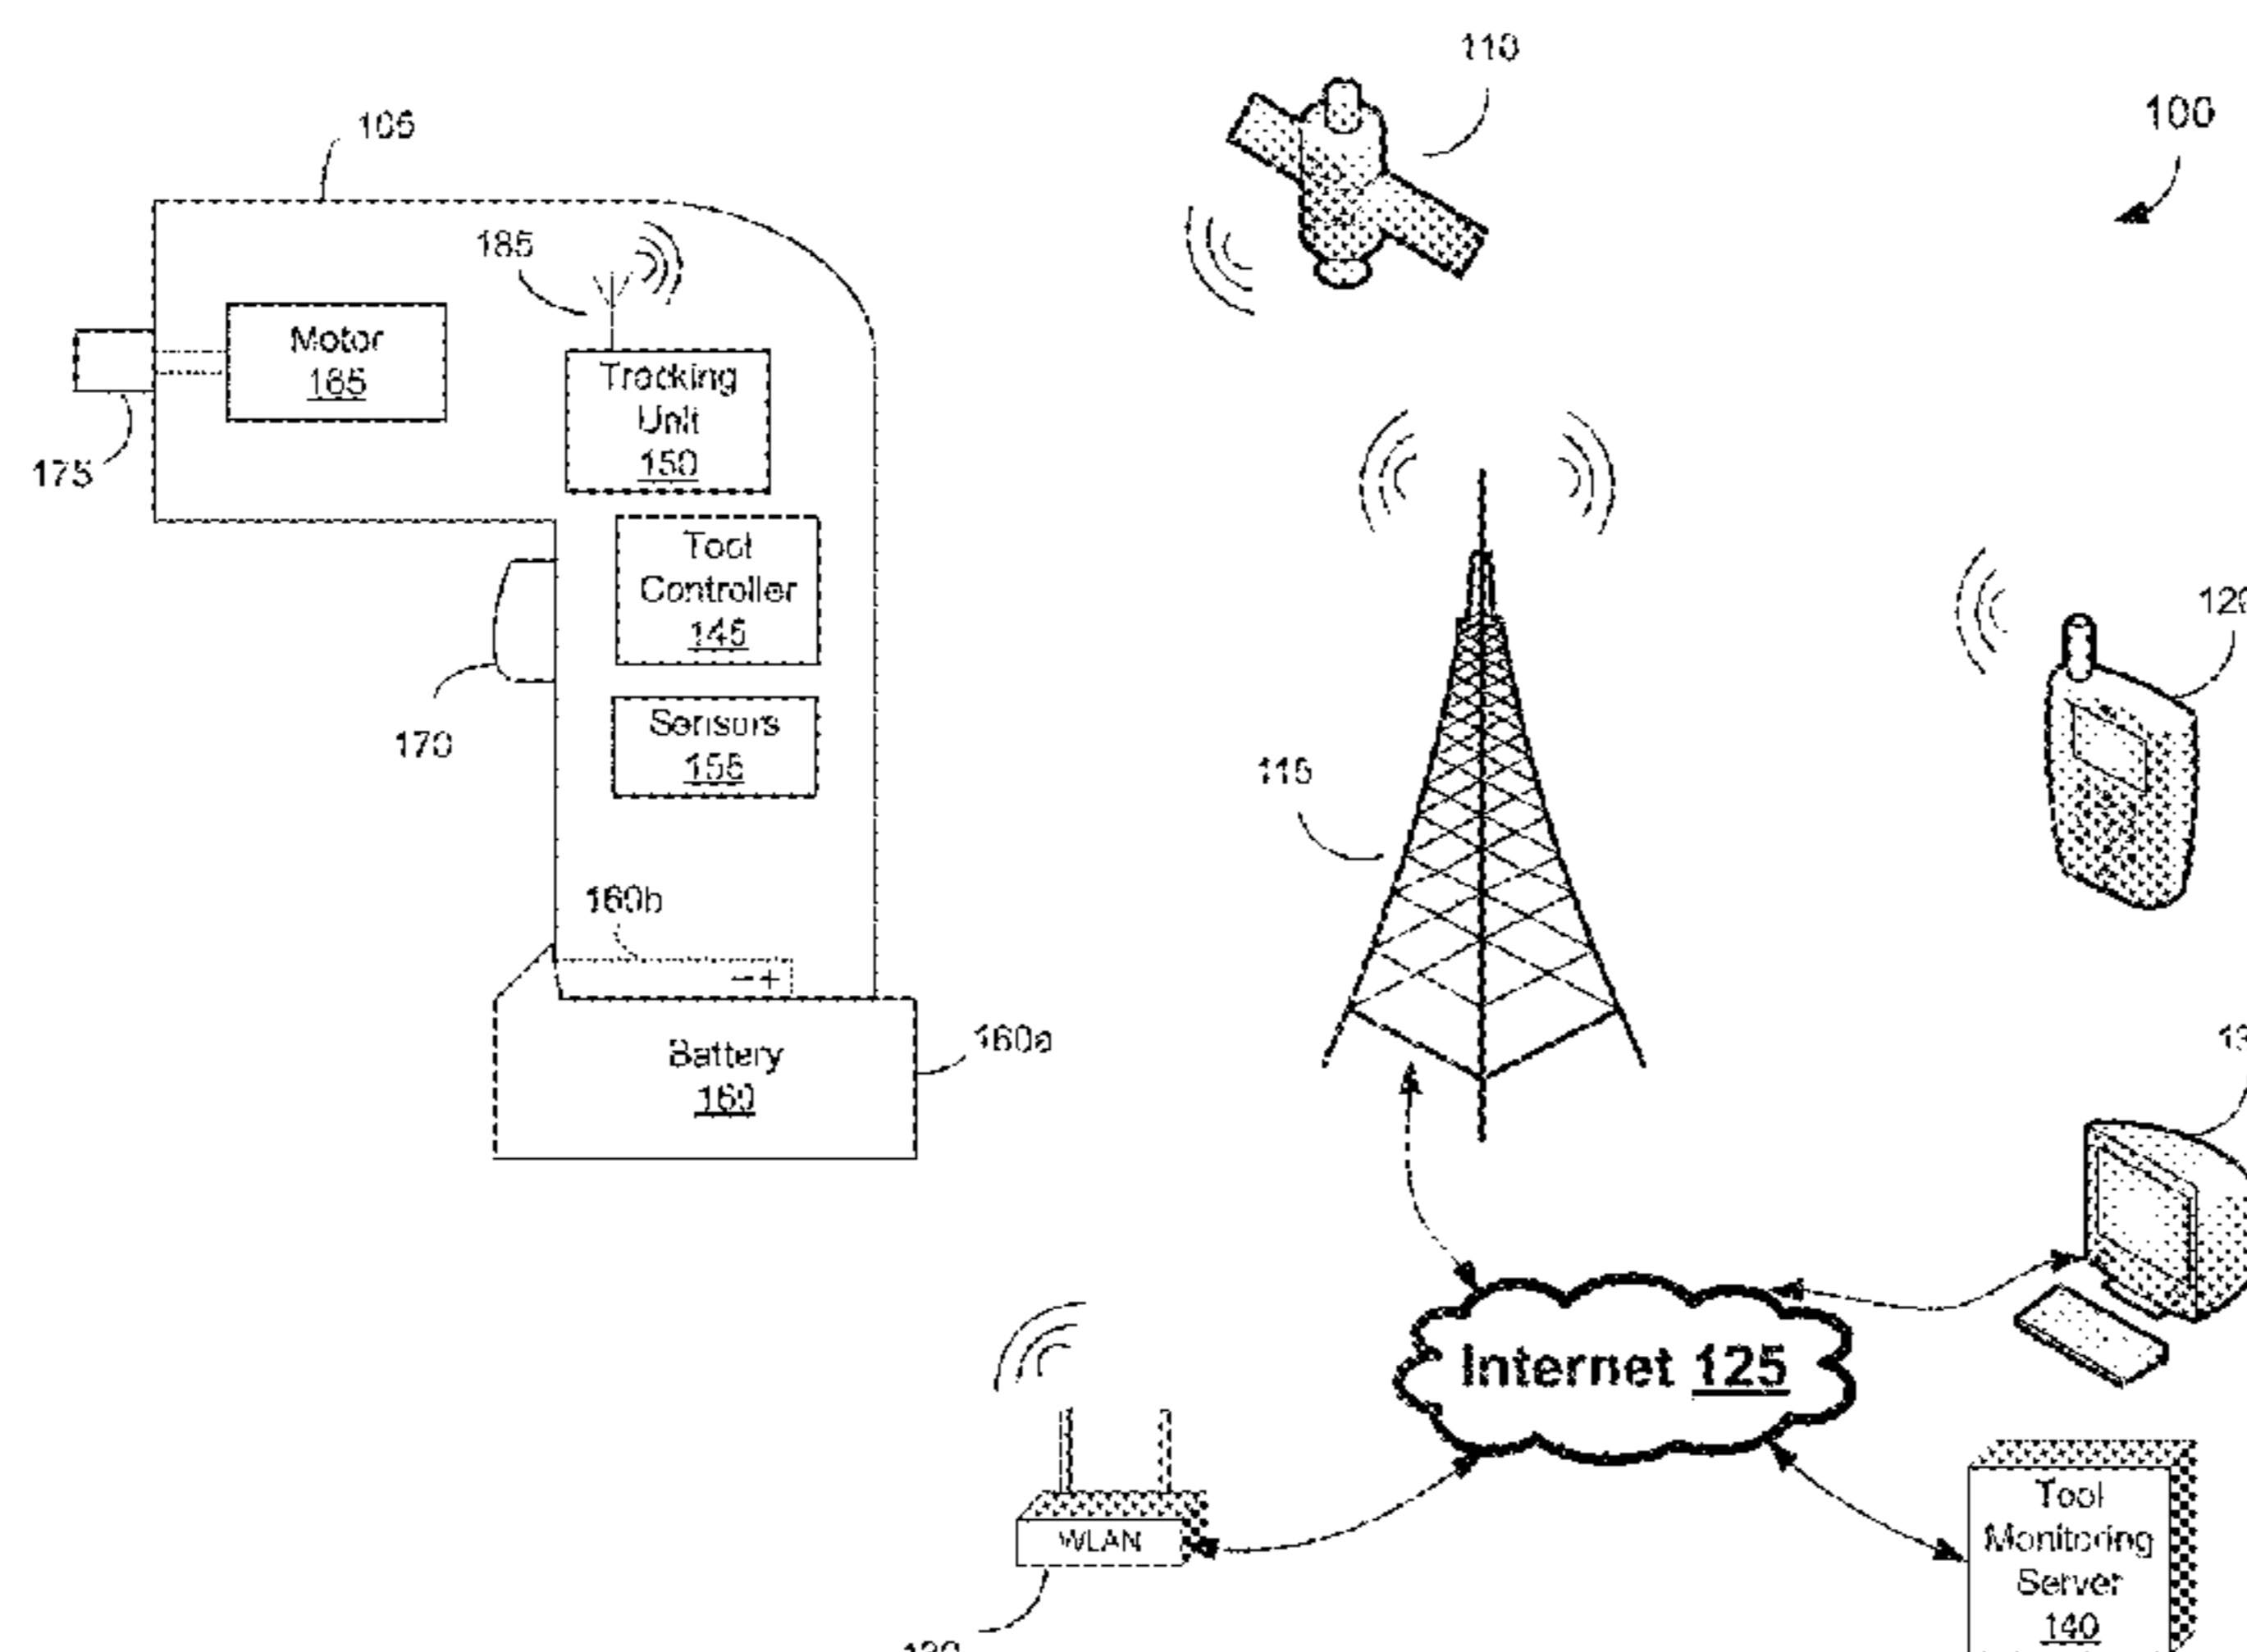 110
100
105
185
Motor
165
Tracking
Unit
150
175
Tool
Controller
145
120
170
Sensors
155
115
160b
- +
160a
Battery
160
Internet 125
WLAN
Tool
Monitoring
Server
140